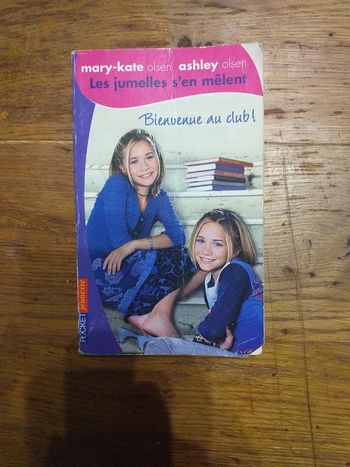 mary-kate olsen ashley olsen
Les jumelles s'en mêlent
Bienvenue au club!
POCKET jeunesse